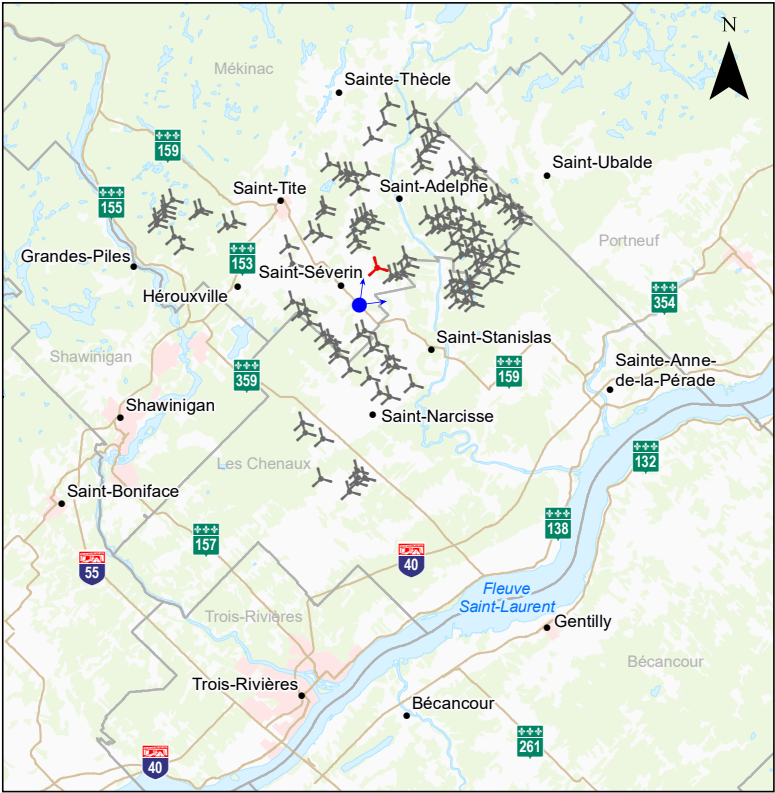 N
Mékinac
Sainte-Thècle
159
Saint-Ubalde
Saint-Tite
Saint-Adelphe
155
Portneuf
Grandes-Piles
153
Saint-Séverin
Hérouxville
354
Saint-Stanislas
Shawinigan
359
159
Sainte-Anne-
de-la-Pérade
Shawinigan
Saint-Narcisse
Les Chenaux
132
Saint-Boniface
138
157
40
55
Fleuve
Saint-Laurent
Trois-Rivières
Gentilly
Bécancour
Trois-Rivières
Bécancour
261
40